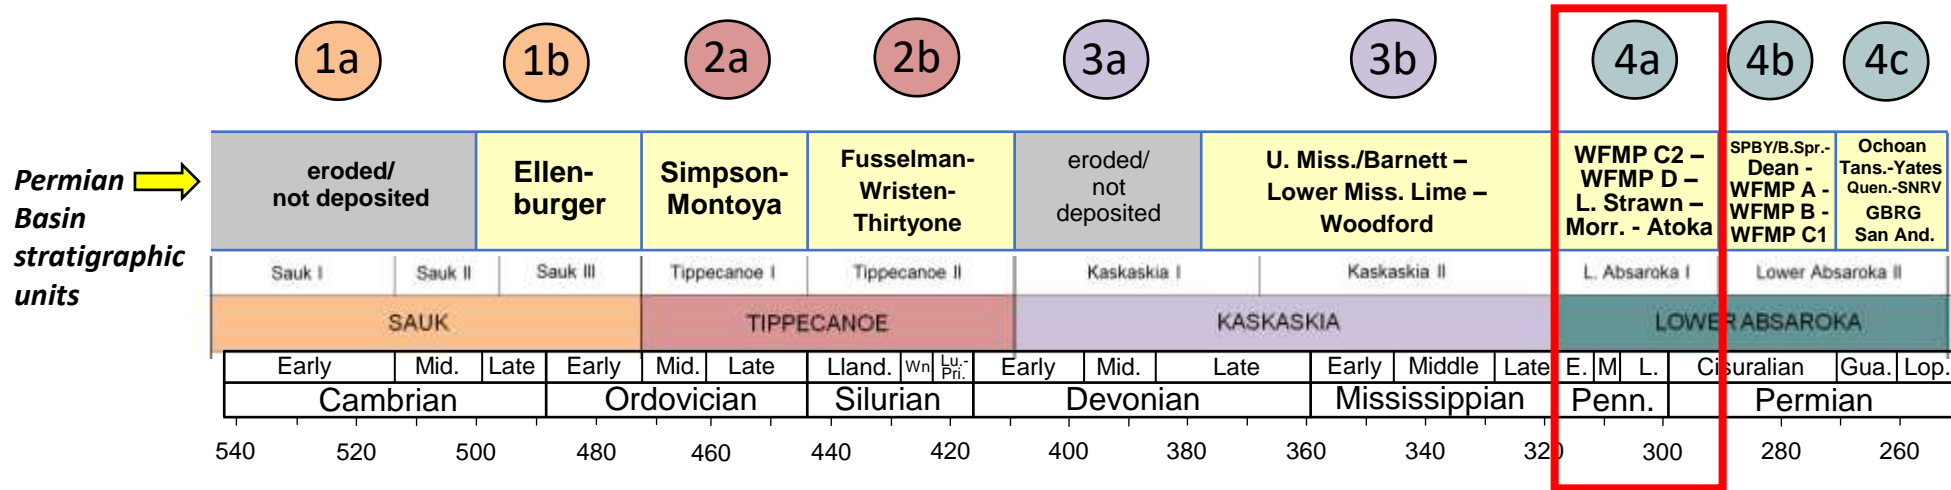 1a 1b 2a 2b 3a 3b 4a 4b 4c
Permian
Basin
stratigraphic
units
eroded/
not deposited
Ellen-
burger
Simpson-
Montoya
Fusselman-
Wristen-
Thirtyone
eroded/
not
deposited
U. Miss./Barnett –
Lower Miss. Lime –
Woodford
WFMP C2 –
WFMP D –
L. Strawn –
Morr. - Atoka
SPBY/B.Spr.-
Dean -
WFMP A -
WFMP B -
WFMP C1
Ochoan
Tans.-Yates
Quen.-SNRV
GBRG
San And.
Sauk I Sauk II Sauk III Tippecanoe I Tippecanoe II Kaskaskia I Kaskaskia II L. Absaroka I Lower Absaroka II
SAUK TIPPECANOE KASKASKIA LOWER ABSAROKA
Early Mid. Late Early Mid. Late Lland. Wn Lu.-
Pri. Early Mid. Late Early Middle Late E. M L. Cisuralian Gua. Lop.
Cambrian Ordovician Silurian Devonian Mississippian Penn. Permian
540 520 500 480 460 440 420 400 380 360 340 320 300 280 260